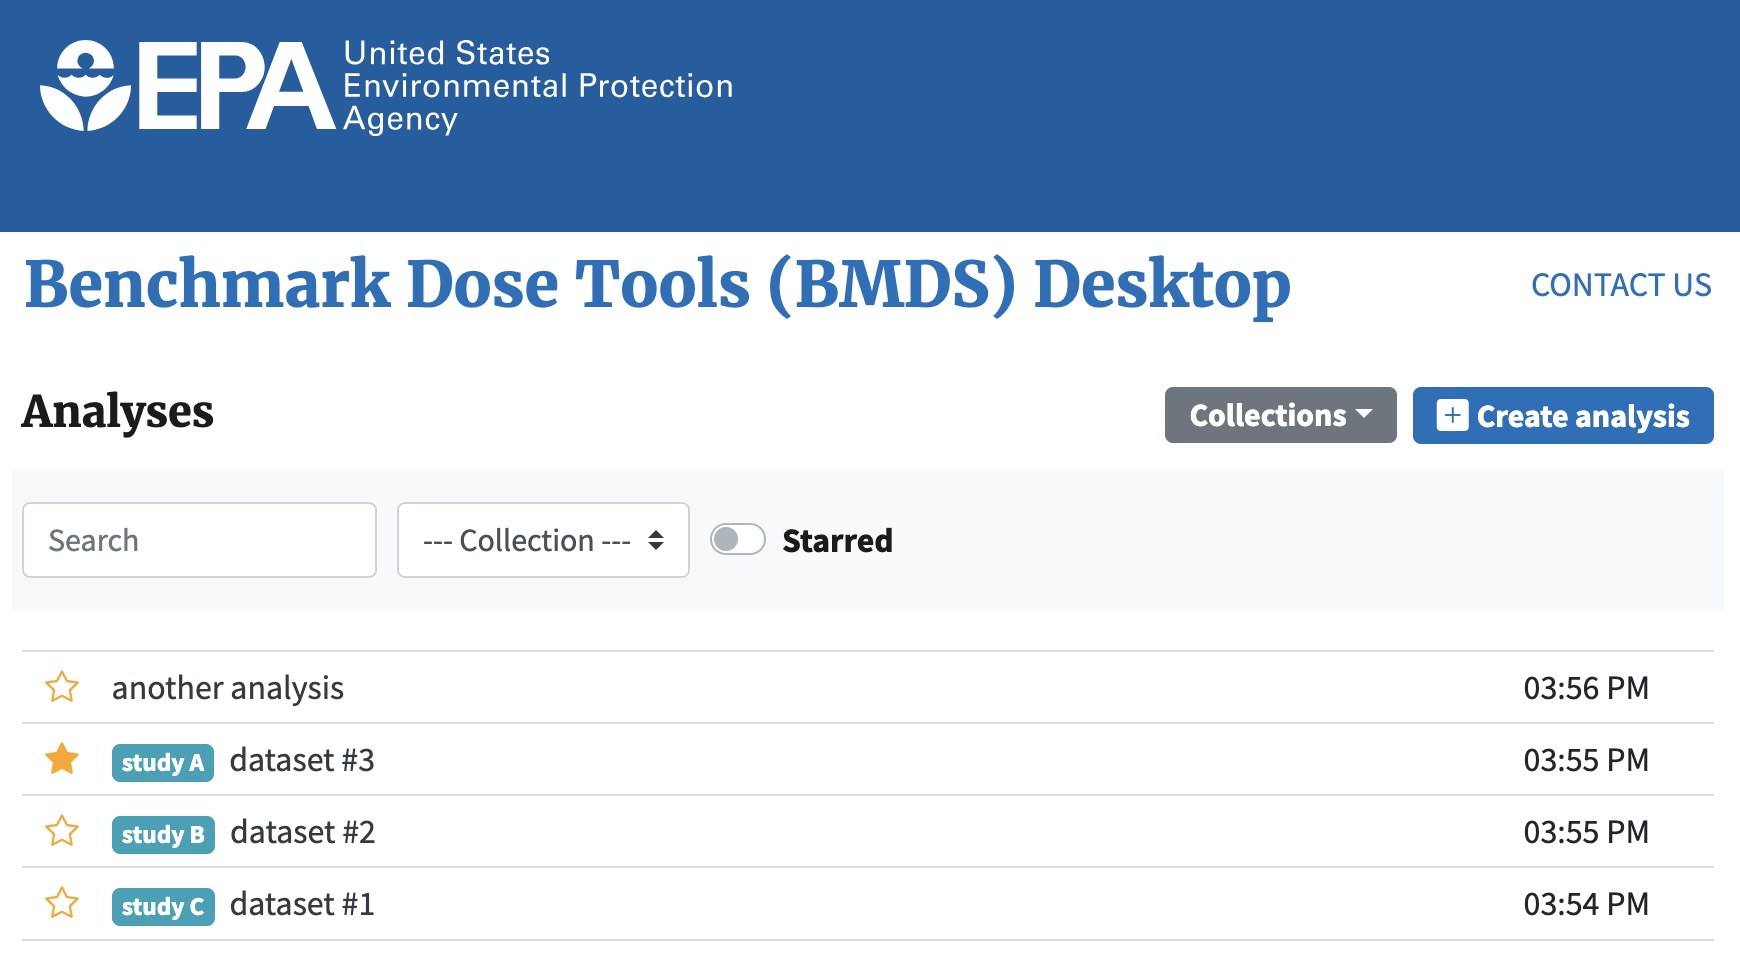 EPA United States
Environmental Protection
Agency
Benchmark Dose Tools (BMDS) Desktop
CONTACT US
Analyses
Collections
Create analysis
Search
--- Collection ---
Starred
another analysis 03:56 PM
study A dataset #3 03:55 PM
study B dataset #2 03:55 PM
study C dataset #1 03:54 PM